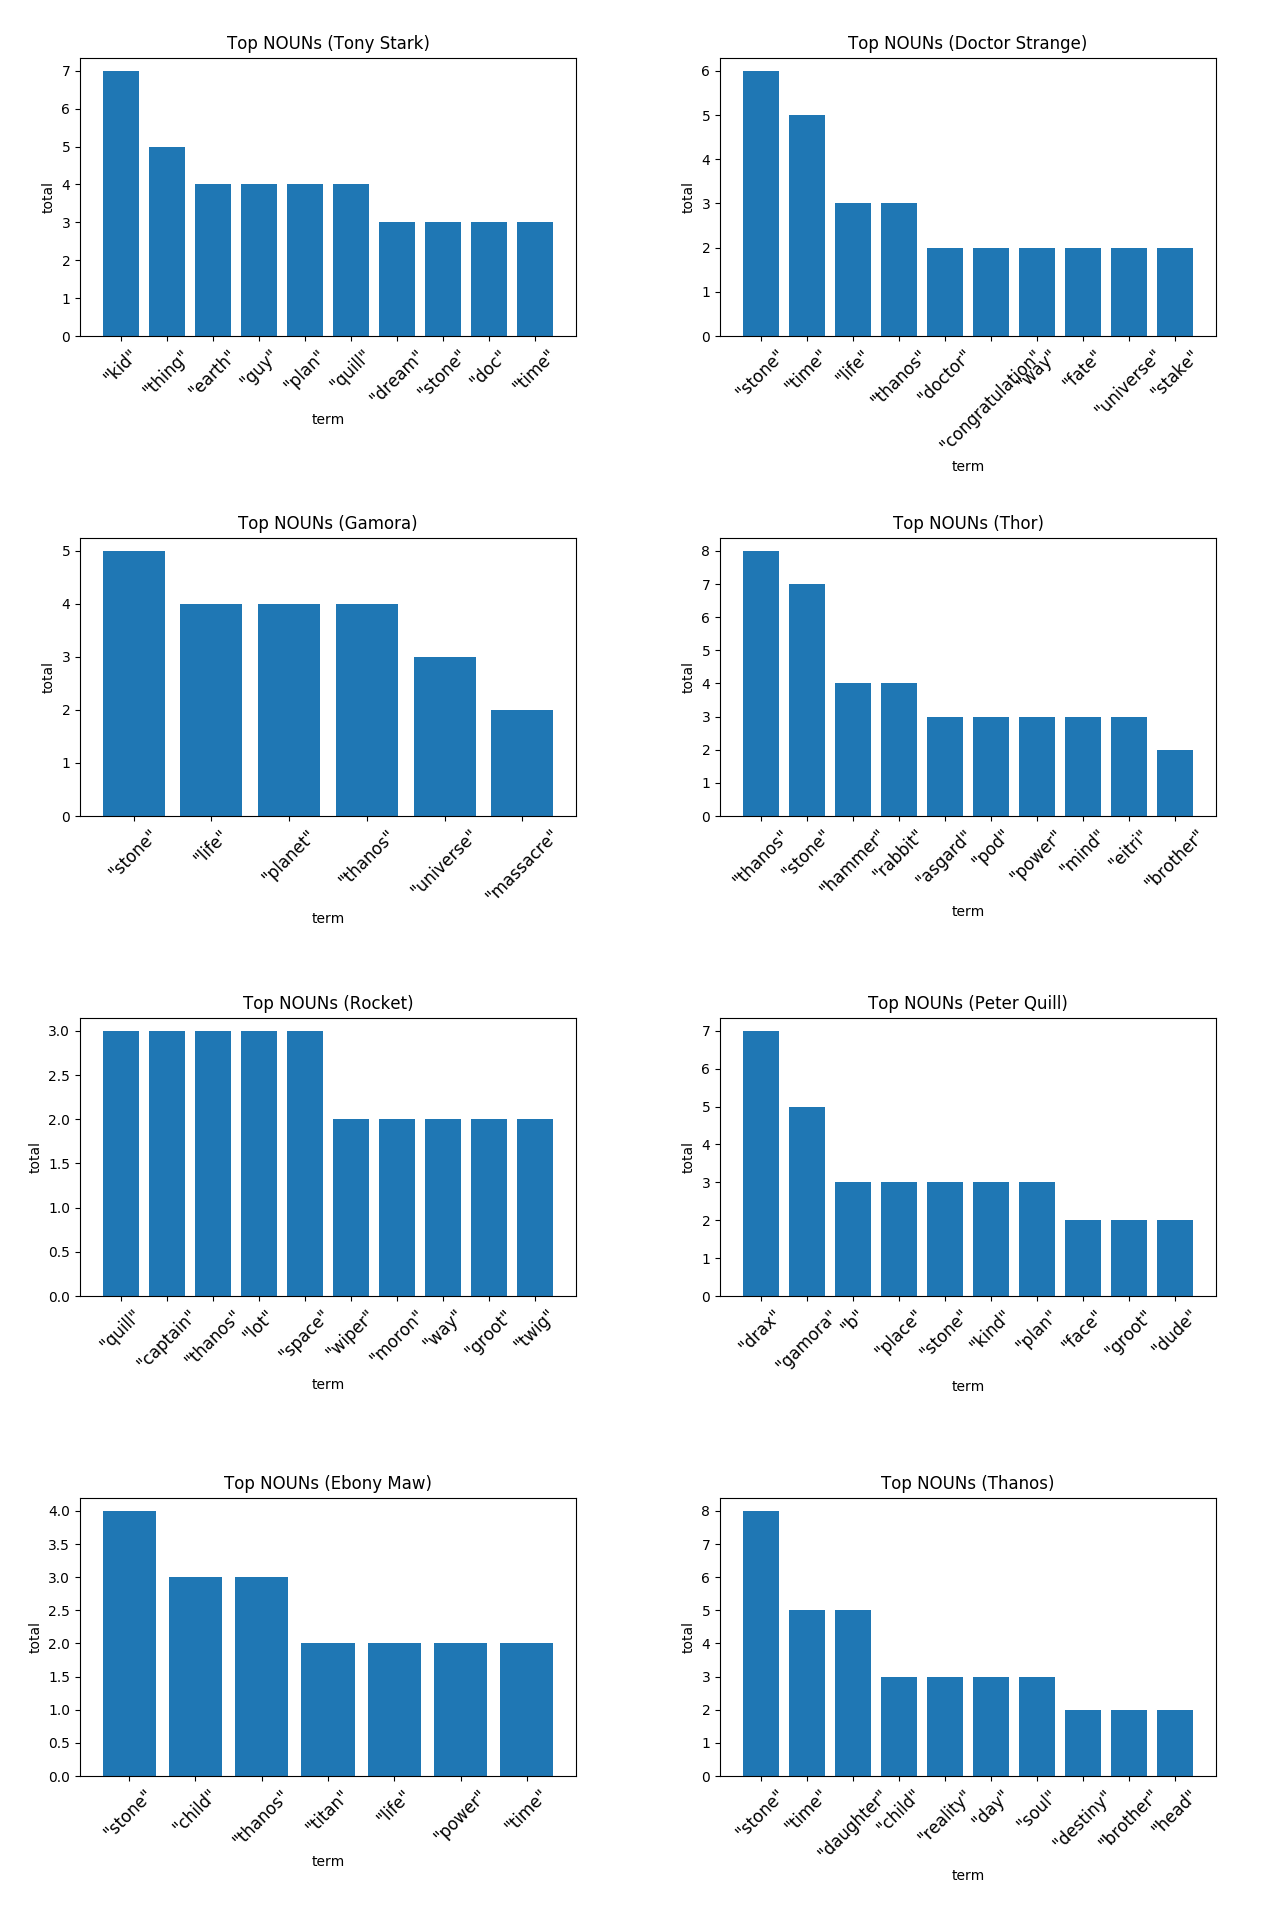 Top NOUNs (Tony Stark)
total
7
6
5
4
3
2
1
0
"kid" "thing" "earth" "guy" "plan" "quill" "dream" "stone" "doc" "time"
term
Top NOUNs (Doctor Strange)
total
6
5
4
3
2
1
0
"stone" "time" "life" "thanos" "doctor" "congratulation" "way" "fate" "universe" "stake"
term
Top NOUNs (Gamora)
total
5
4
3
2
1
0
"stone" "life" "planet" "thanos" "universe" "massacre"
term
Top NOUNs (Thor)
total
8
7
6
5
4
3
2
1
0
"thanos" "stone" "hammer" "rabbit" "asgard" "pod" "power" "mind" "eitri" "brother"
term
Top NOUNs (Rocket)
total
3.0
2.5
2.0
1.5
1.0
0.5
0.0
"quill" "captain" "thanos" "lot" "space" "wiper" "moron" "way" "groot" "twig"
term
Top NOUNs (Peter Quill)
total
7
6
5
4
3
2
1
0
"drax" "gamora" "b" "place" "stone" "kind" "plan" "face" "groot" "dude"
term
Top NOUNs (Ebony Maw)
total
4.0
3.5
3.0
2.5
2.0
1.5
1.0
0.5
0.0
"stone" "child" "thanos" "titan" "life" "power" "time"
term
Top NOUNs (Thanos)
total
8
7
6
5
4
3
2
1
0
"stone" "time" "daughter" "child" "reality" "day" "soul" "destiny" "brother" "head"
term